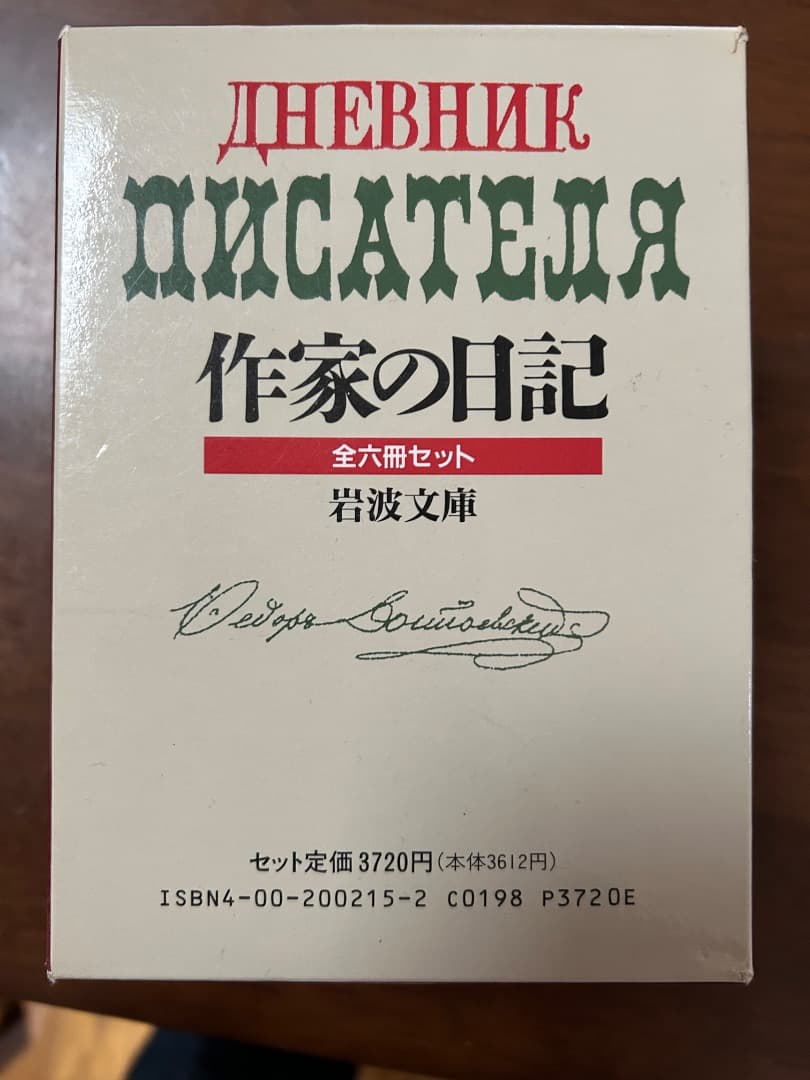 ДНЕВНИК
ПИСАТЕЛЯ
作家の日記
全六冊セット
岩波文庫
Ѳедоръ Достоевскій
セット定価3720円(本体3612円)
ISBN4-00-200215-2 C0198 P3720E